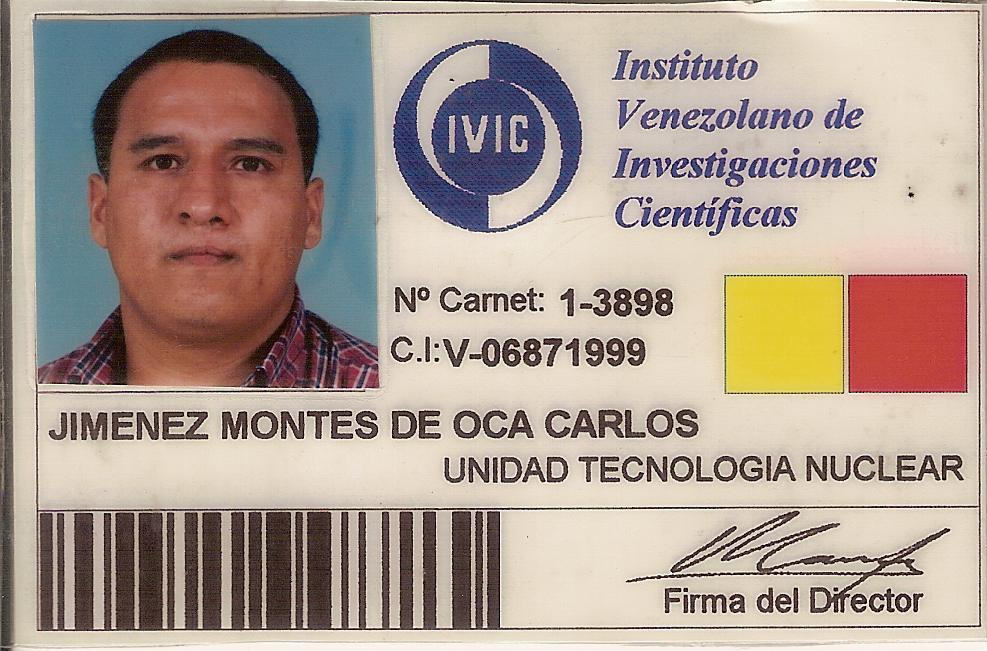 IVIC
Instituto
Venezolano de
Investigaciones
Científicas
Nº Carnet: 1-3898
C.I:V-06871999
JIMENEZ MONTES DE OCA CARLOS
UNIDAD TECNOLOGIA NUCLEAR
Firma del Director